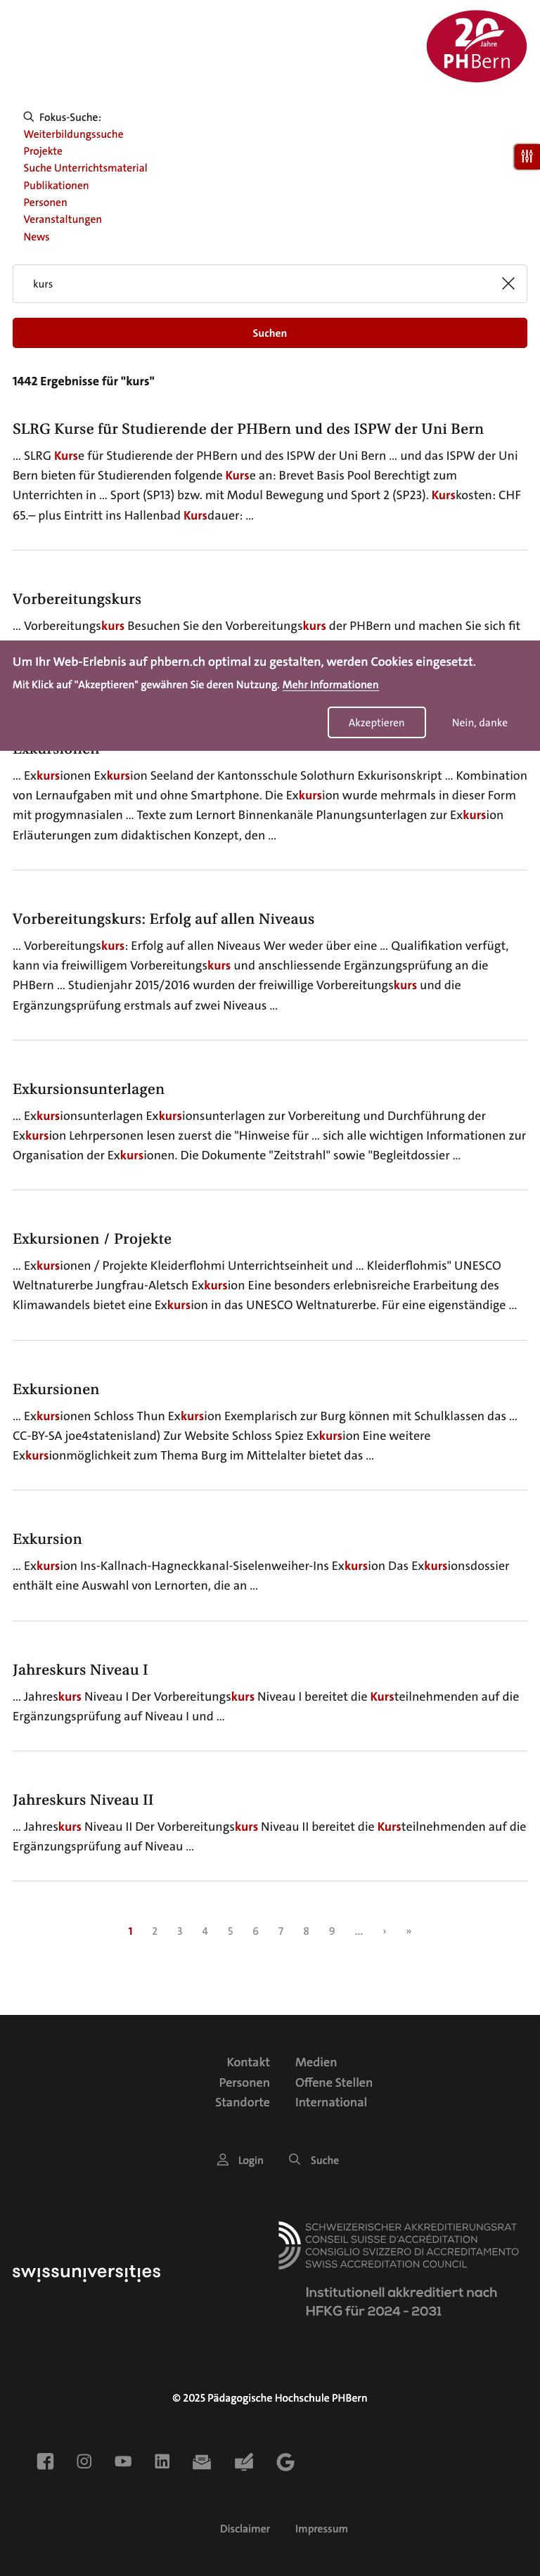 20
Jahre
PHBern
Fokus-Suche:
Weiterbildungssuche
Projekte
Suche Unterrichtsmaterial
Publikationen
Personen
Veranstaltungen
News
kurs
Suchen
1442 Ergebnisse für "kurs"
SLRG Kurse für Studierende der PHBern und des ISPW der Uni Bern
... SLRG Kurse für Studierende der PHBern und des ISPW der Uni Bern ... und das ISPW der Uni
Bern bieten für Studierenden folgende Kurse an: Brevet Basis Pool Berechtigt zum
Unterrichten in ... Sport (SP13) bzw. mit Modul Bewegung und Sport 2 (SP23). Kurskosten: CHF
65.– plus Eintritt ins Hallenbad Kursdauer: ...
Vorbereitungskurs
... Vorbereitungskurs Besuchen Sie den Vorbereitungskurs der PHBern und machen Sie sich fit
Um Ihr Web-Erlebnis auf phbern.ch optimal zu gestalten, werden Cookies eingesetzt.
Mit Klick auf "Akzeptieren" gewähren Sie deren Nutzung. Mehr Informationen
Akzeptieren Nein, danke
Exkursionen
... Exkursionen Exkursion Seeland der Kantonsschule Solothurn Exkurisonskript ... Kombination
von Lernaufgaben mit und ohne Smartphone. Die Exkursion wurde mehrmals in dieser Form
mit progymnasialen ... Texte zum Lernort Binnenkanäle Planungsunterlagen zur Exkursion
Erläuterungen zum didaktischen Konzept, den ...
Vorbereitungskurs: Erfolg auf allen Niveaus
... Vorbereitungskurs: Erfolg auf allen Niveaus Wer weder über eine ... Qualifikation verfügt,
kann via freiwilligem Vorbereitungskurs und anschliessende Ergänzungsprüfung an die
PHBern ... Studienjahr 2015/2016 wurden der freiwillige Vorbereitungskurs und die
Ergänzungsprüfung erstmals auf zwei Niveaus ...
Exkursionsunterlagen
... Exkursionsunterlagen Exkursionsunterlagen zur Vorbereitung und Durchführung der
Exkursion Lehrpersonen lesen zuerst die "Hinweise für ... sich alle wichtigen Informationen zur
Organisation der Exkursionen. Die Dokumente "Zeitstrahl" sowie "Begleitdossier ...
Exkursionen / Projekte
... Exkursionen / Projekte Kleiderflohmi Unterrichtseinheit und ... Kleiderflohmis" UNESCO
Weltnaturerbe Jungfrau-Aletsch Exkursion Eine besonders erlebnisreiche Erarbeitung des
Klimawandels bietet eine Exkursion in das UNESCO Weltnaturerbe. Für eine eigenständige ...
Exkursionen
... Exkursionen Schloss Thun Exkursion Exemplarisch zur Burg können mit Schulklassen das ...
CC-BY-SA joe4statenisland) Zur Website Schloss Spiez Exkursion Eine weitere
Exkursionmöglichkeit zum Thema Burg im Mittelalter bietet das ...
Exkursion
... Exkursion Ins-Kallnach-Hagneckkanal-Siselenweiher-Ins Exkursion Das Exkursionsdossier
enthält eine Auswahl von Lernorten, die an ...
Jahreskurs Niveau I
... Jahreskurs Niveau I Der Vorbereitungskurs Niveau I bereitet die Kursteilnehmenden auf die
Ergänzungsprüfung auf Niveau I und ...
Jahreskurs Niveau II
... Jahreskurs Niveau II Der Vorbereitungskurs Niveau II bereitet die Kursteilnehmenden auf die
Ergänzungsprüfung auf Niveau ...
1 2 3 4 5 6 7 8 9 ... › »
Kontakt Medien
Personen Offene Stellen
Standorte International
Login Suche
SCHWEIZERISCHER AKKREDITIERUNGSRAT
CONSEIL SUISSE D'ACCRÉDITATION
CONSIGLIO SVIZZERO DI ACCREDITAMENTO
SWISS ACCREDITATION COUNCIL
swissuniversities
Institutionell akkreditiert nach
HFKG für 2024 - 2031
© 2025 Pädagogische Hochschule PHBern
Disclaimer Impressum